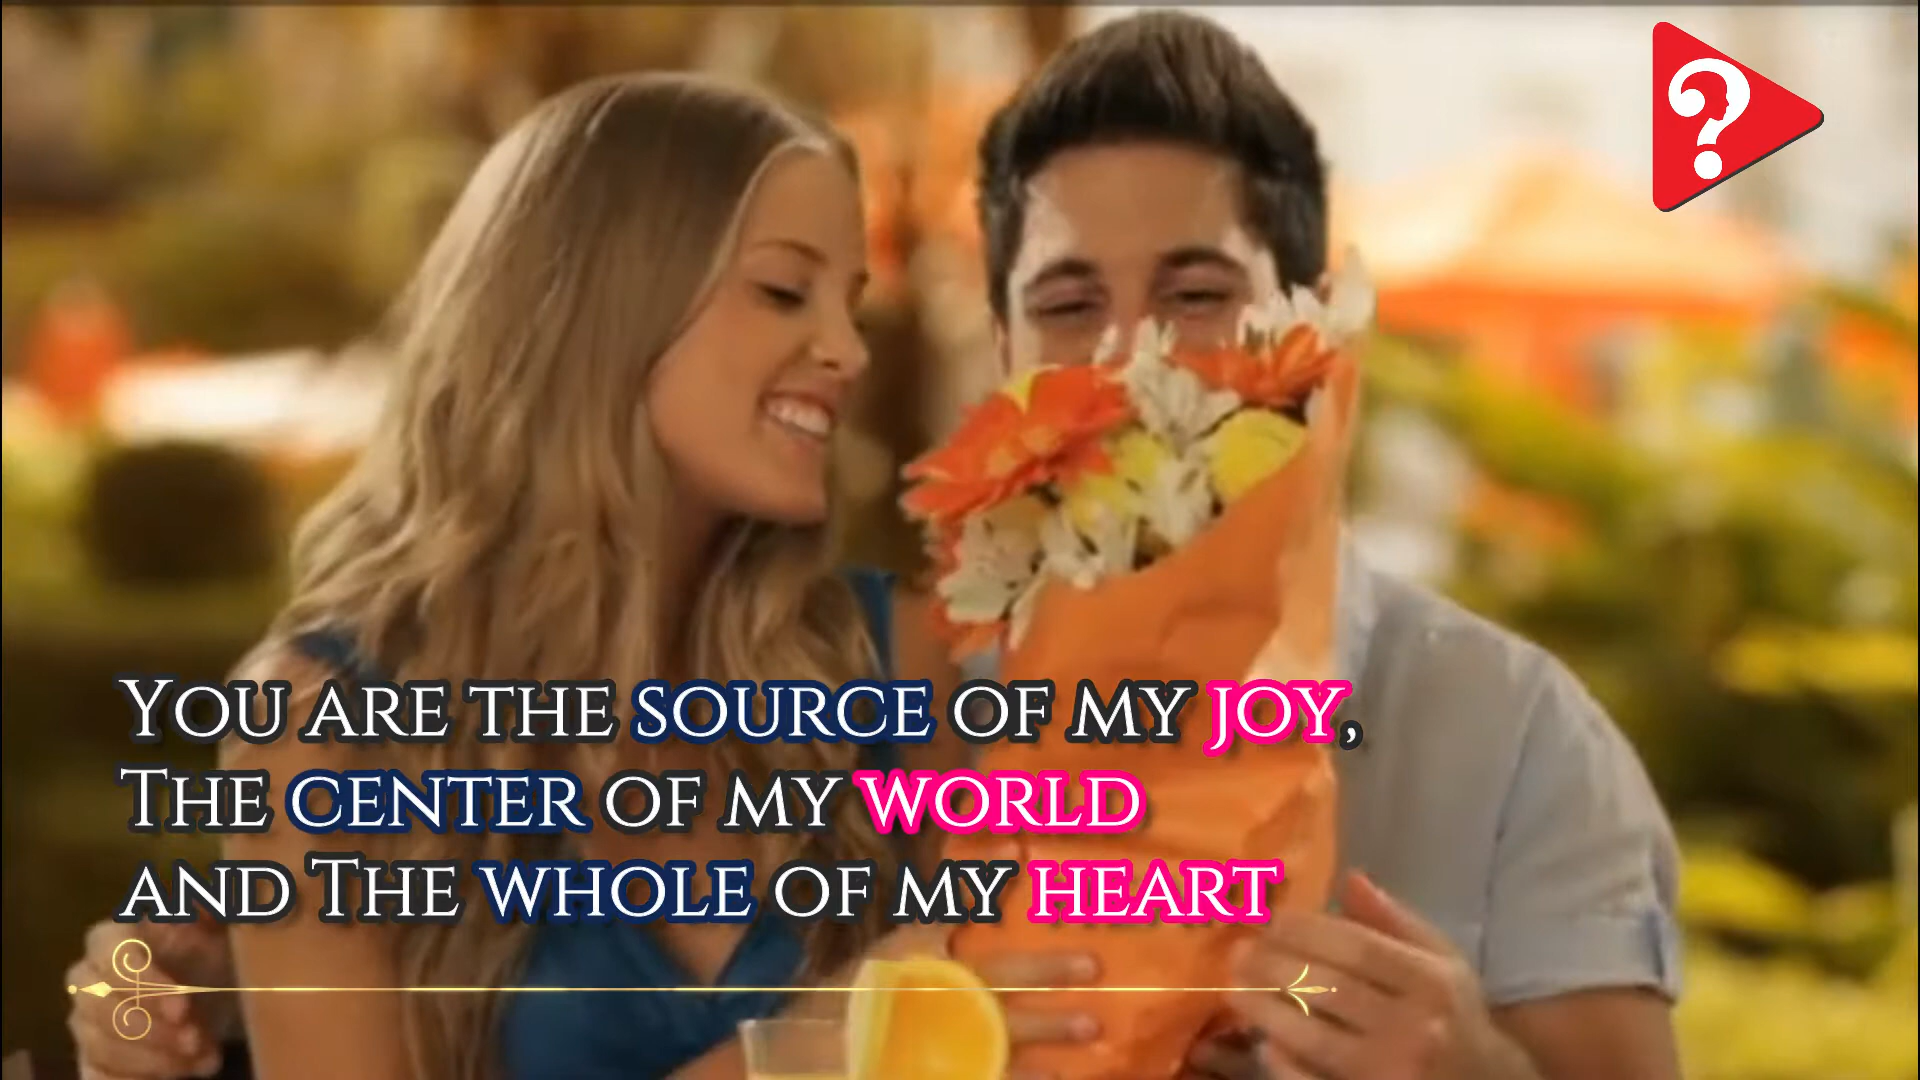 ?
You are the source of my joy,
The center of my world
and The whole of my heart